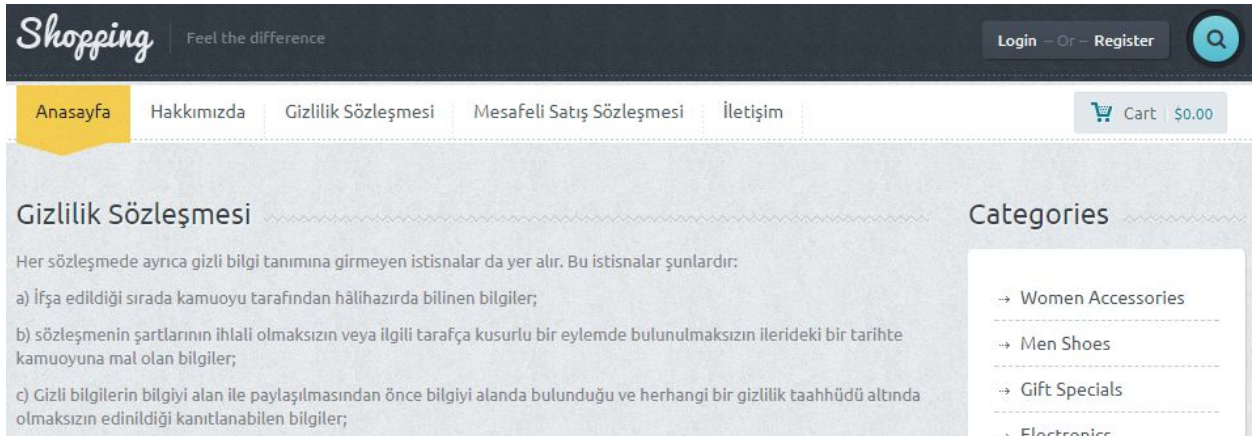 Shopping
Feel the difference
Login – Or – Register
Anasayfa
Hakkımızda
Gizlilik Sözleşmesi
Mesafeli Satış Sözleşmesi
İletişim
Cart | $0.00
Gizlilik Sözleşmesi
Her sözleşmede ayrıca gizli bilgi tanımına girmeyen istisnalar da yer alır. Bu istisnalar şunlardır:
a) İfşa edildiği sırada kamuoyu tarafından hâlihazırda bilinen bilgiler;
b) sözleşmenin şartlarının ihlali olmaksızın veya ilgili tarafça kusurlu bir eylemde bulunulmaksızın ilerideki bir tarihte
kamuoyuna mal olan bilgiler;
c) Gizli bilgilerin bilgiyi alan ile paylaşılmasından önce bilgiyi alanda bulunduğu ve herhangi bir gizlilik taahhüdü altında
olmaksızın edinildiği kanıtlanabilen bilgiler;
Categories
Women Accessories
Men Shoes
Gift Specials
Electronics